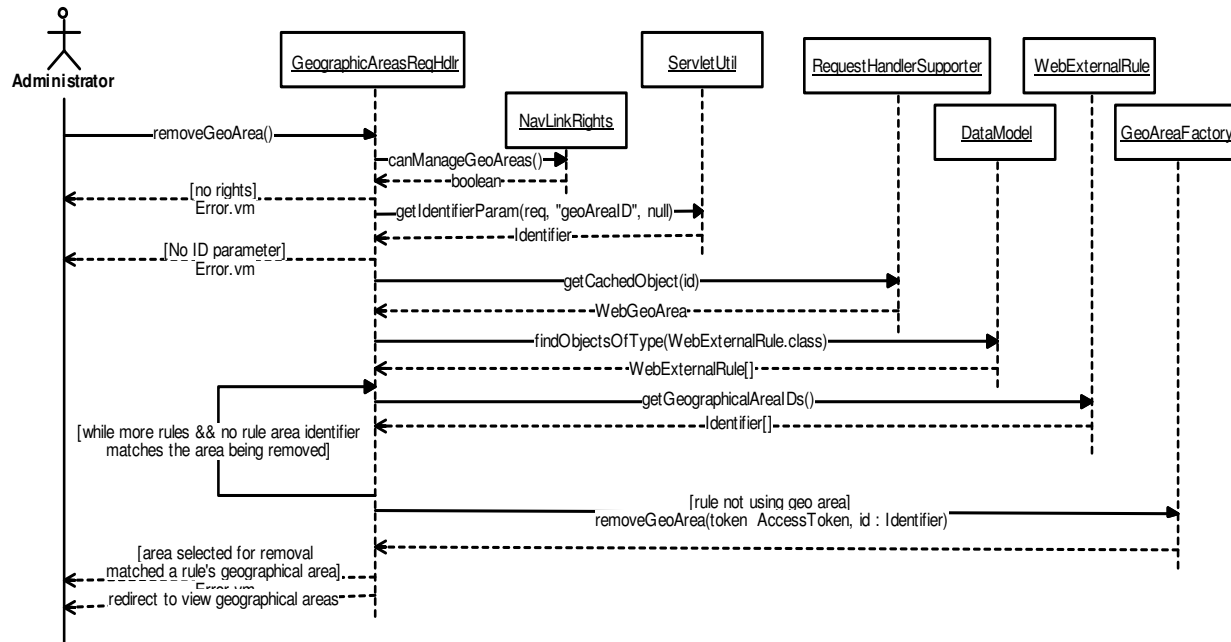 Administrator
GeographicAreasReqHdlr
ServletUtil
RequestHandlerSupporter
WebExternalRule
NavLinkRights
DataModel
GeoAreaFactory
removeGeoArea()
canManageGeoAreas()
boolean
[no rights]
Error.vm
getIdentifierParam(req, "geoAreaID", null)
Identifier
[No ID parameter]
Error.vm
getCachedObject(id)
WebGeoArea
findObjectsOfType(WebExternalRule.class)
WebExternalRule[]
getGeographicalAreaIDs()
Identifier[]
[while more rules && no rule area identifier
matches the area being removed]
[rule not using geo area]
removeGeoArea(token AccessToken, id : Identifier)
[area selected for removal
matched a rule's geographical area]
Error.vm
redirect to view geographical areas